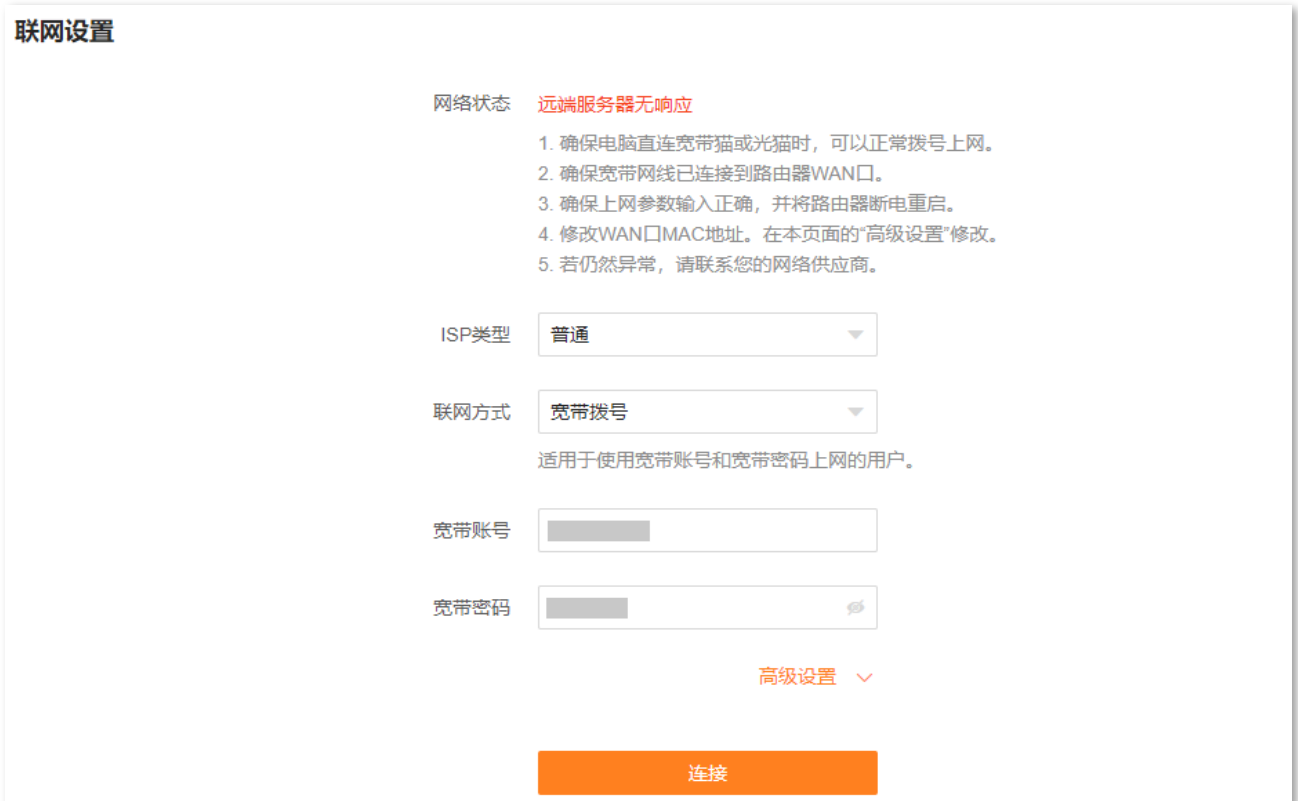 联网设置
网络状态 远端服务器无响应
1. 确保电脑直连宽带猫或光猫时，可以正常拨号上网。
2. 确保宽带网线已连接到路由器WAN口。
3. 确保上网参数输入正确，并将路由器断电重启。
4. 修改WAN口MAC地址。在本页面的“高级设置”修改。
5. 若仍然异常，请联系您的网络供应商。
ISP类型 普通
联网方式 宽带拨号
适用于使用宽带账号和宽带密码上网的用户。
宽带账号
宽带密码
高级设置
连接